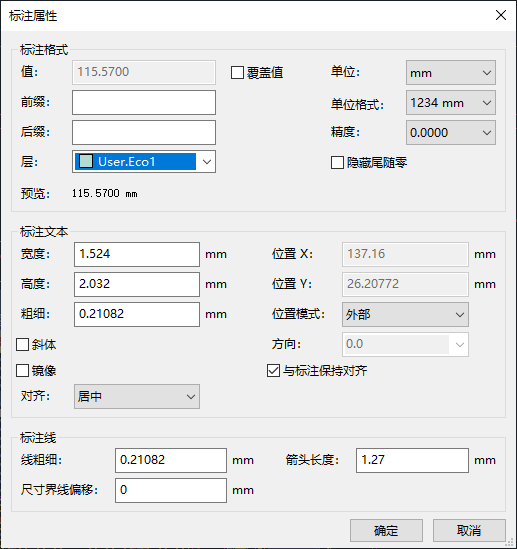 标注属性
标注格式
值: 115.5700 覆盖值 单位: mm
前缀: 单位格式: 1234 mm
后缀: 精度: 0.0000
层: User.Eco1 隐藏尾随零
预览: 115.5700 mm
标注文本
宽度: 1.524 mm 位置 X: 137.16 mm
高度: 2.032 mm 位置 Y: 26.20772 mm
粗细: 0.21082 mm 位置模式: 外部
斜体 方向: 0.0
镜像 与标注保持对齐
对齐: 居中
标注线
线粗细: 0.21082 mm 箭头长度: 1.27 mm
尺寸界线偏移: 0 mm
确定 取消